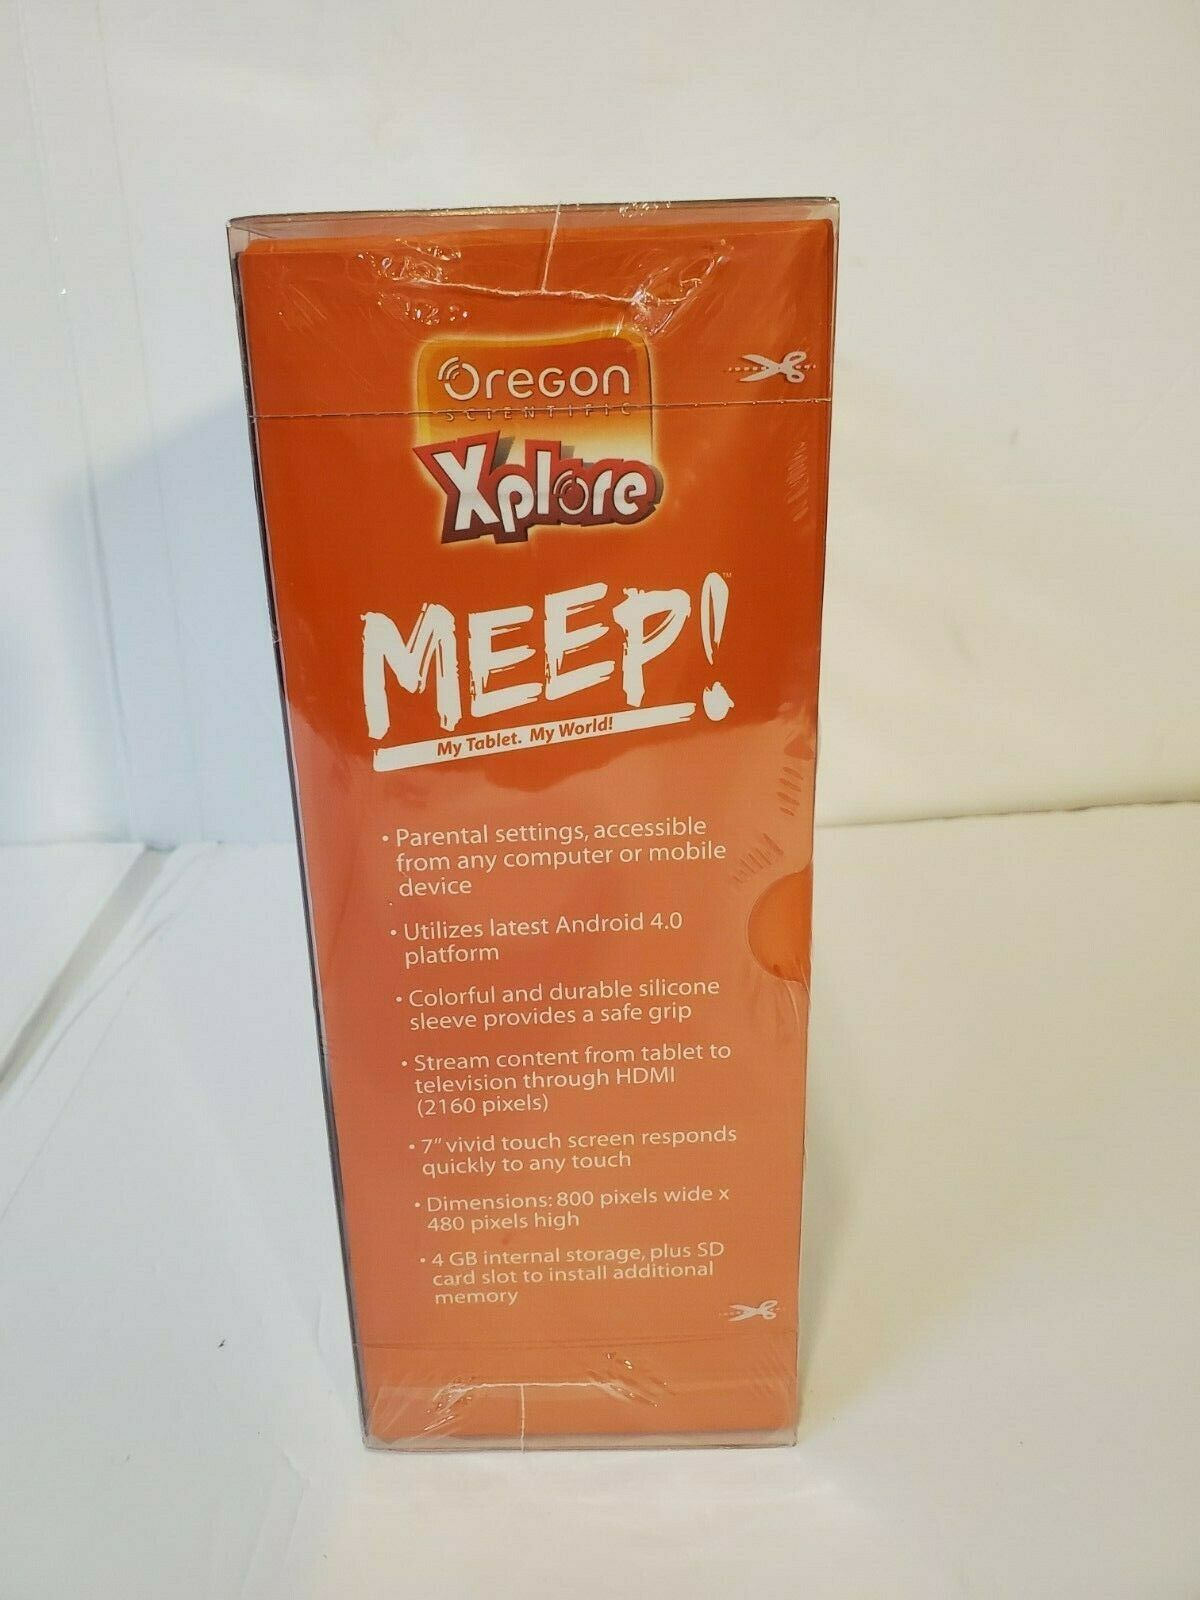 Oregon
SCIENTIFIC
Xplore
MEEP!™
My Tablet. My World!
• Parental settings, accessible
from any computer or mobile
device
• Utilizes latest Android 4.0
platform
• Colorful and durable silicone
sleeve provides a safe grip
• Stream content from tablet to
television through HDMI
(2160 pixels)
• 7" vivid touch screen responds
quickly to any touch
• Dimensions: 800 pixels wide x
480 pixels high
• 4 GB internal storage, plus SD
card slot to install additional
memory